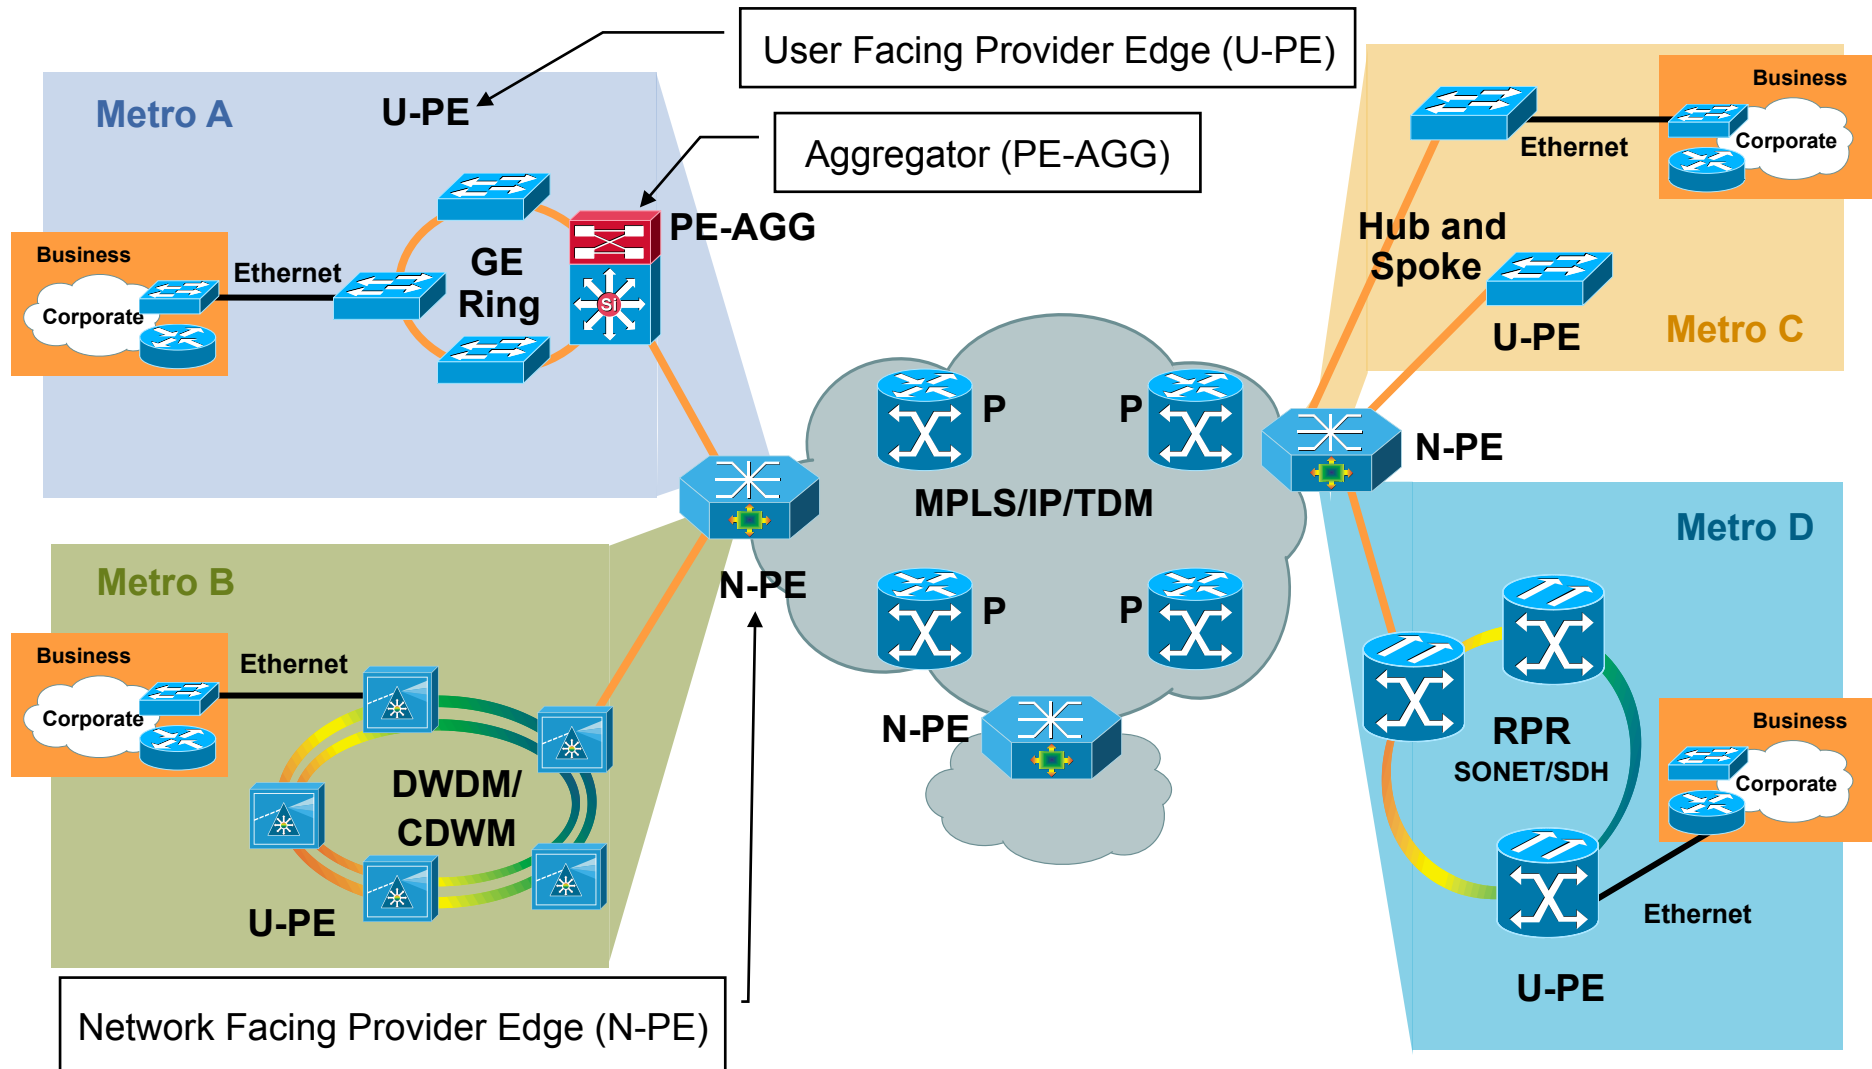 User Facing Provider Edge (U-PE)
Aggregator (PE-AGG)
Metro A
U-PE
PE-AGG
GE
Ring
Ethernet
Business
Corporate
Si
Metro B
Business
Corporate
Ethernet
DWDM/
CDWM
U-PE
Network Facing Provider Edge (N-PE)
N-PE
P
P
MPLS/IP/TDM
P
P
N-PE
N-PE
Metro C
Hub and
Spoke
U-PE
Ethernet
Business
Corporate
Metro D
RPR
SONET/SDH
Business
Corporate
Ethernet
U-PE